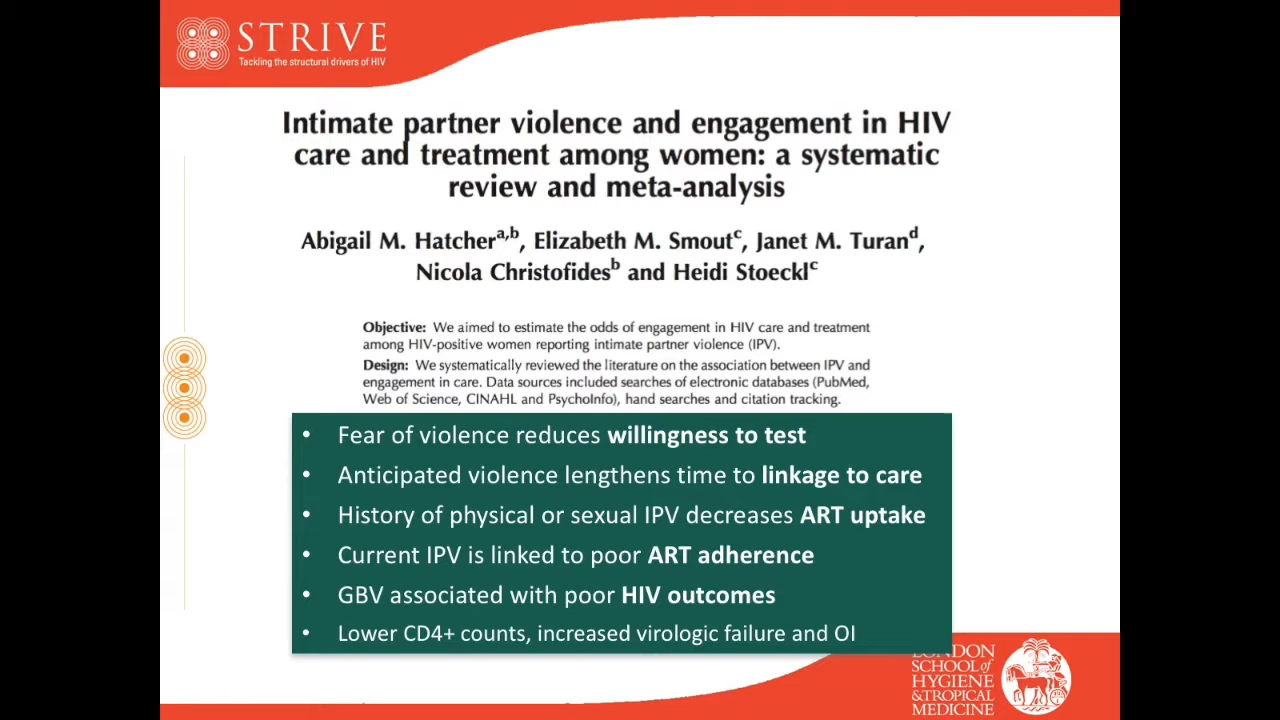 STRIVE
Tackling the structural drivers of HIV
Intimate partner violence and engagement in HIV
care and treatment among women: a systematic
review and meta-analysis
Abigail M. Hatcher^a,b, Elizabeth M. Smout^c, Janet M. Turan^d,
Nicola Christofides^b and Heidi Stoeckl^c
Objective: We aimed to estimate the odds of engagement in HIV care and treatment
among HIV-positive women reporting intimate partner violence (IPV).
Design: We systematically reviewed the literature on the association between IPV and
engagement in care. Data sources included searches of electronic databases (PubMed,
Web of Science, CINAHL and PsychoInfo), hand searches and citation tracking.
• Fear of violence reduces willingness to test
• Anticipated violence lengthens time to linkage to care
• History of physical or sexual IPV decreases ART uptake
• Current IPV is linked to poor ART adherence
• GBV associated with poor HIV outcomes
• Lower CD4+ counts, increased virologic failure and OI
LONDON
SCHOOL of
HYGIENE
& TROPICAL
MEDICINE